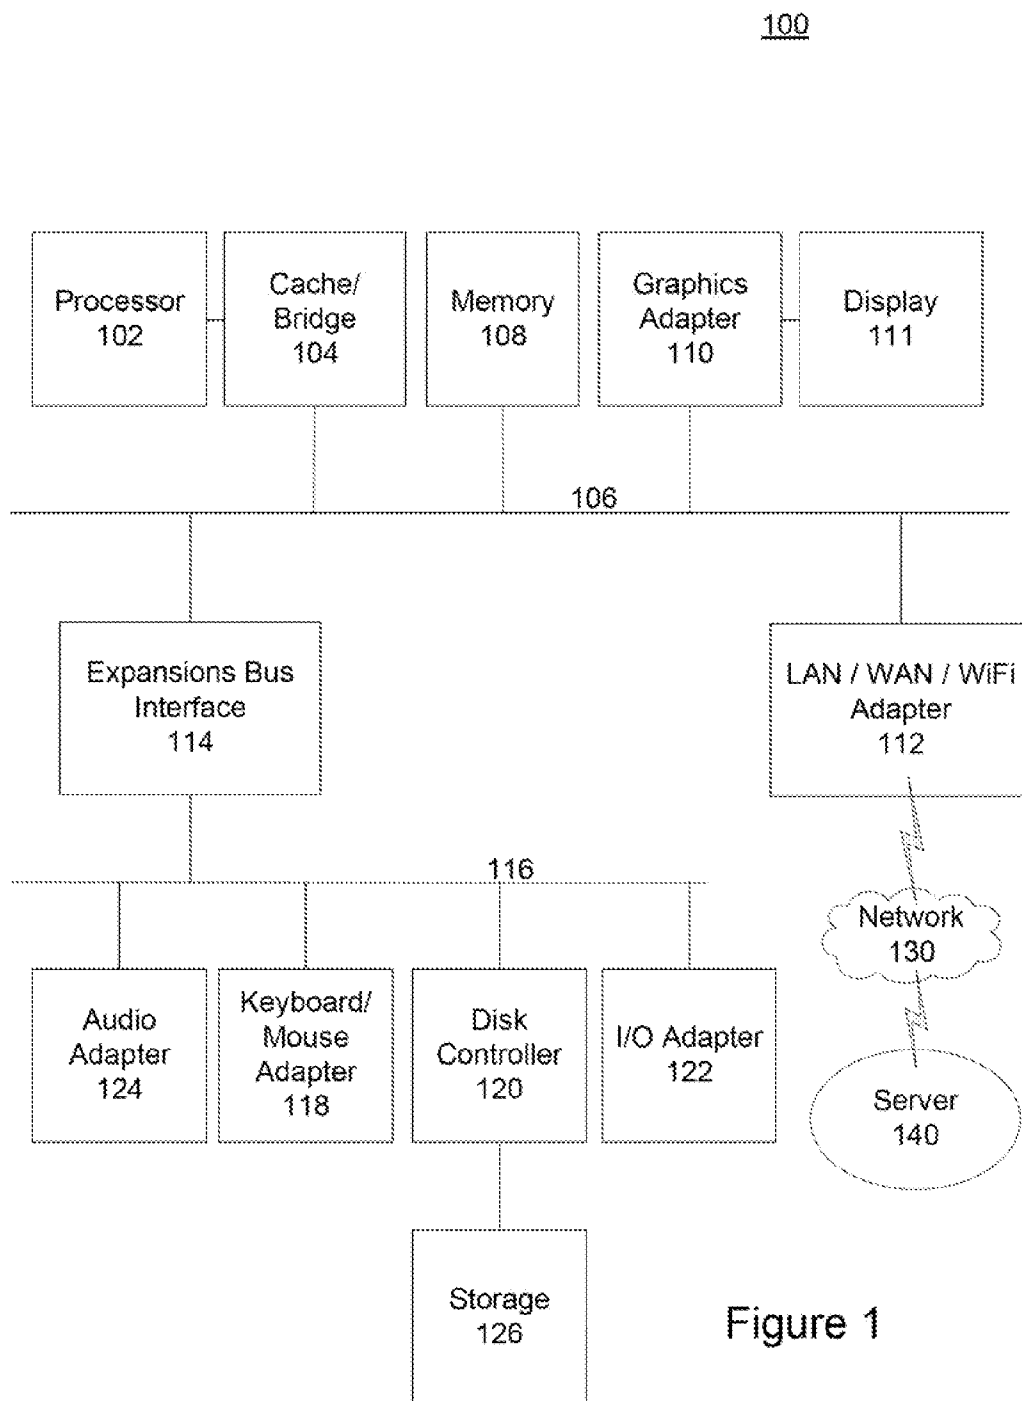 100
Processor
102
Cache/
Bridge
104
Memory
108
Graphics
Adapter
110
Display
111
106
Expansions Bus
Interface
114
LAN / WAN / WiFi
Adapter
112
116
Network
130
Audio
Adapter
124
Keyboard/
Mouse
Adapter
118
Disk
Controller
120
I/O Adapter
122
Server
140
Storage
126
Figure 1